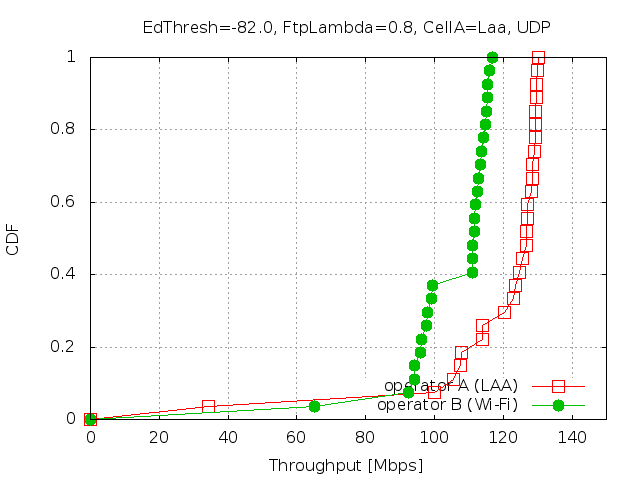 EdThresh=-82.0, FtpLambda=0.8, CellA=Laa, UDP
1
0.8
0.6
0.4
0.2
0
CDF
operator A (LAA)
operator B (Wi-Fi)
0 20 40 60 80 100 120 140
Throughput [Mbps]